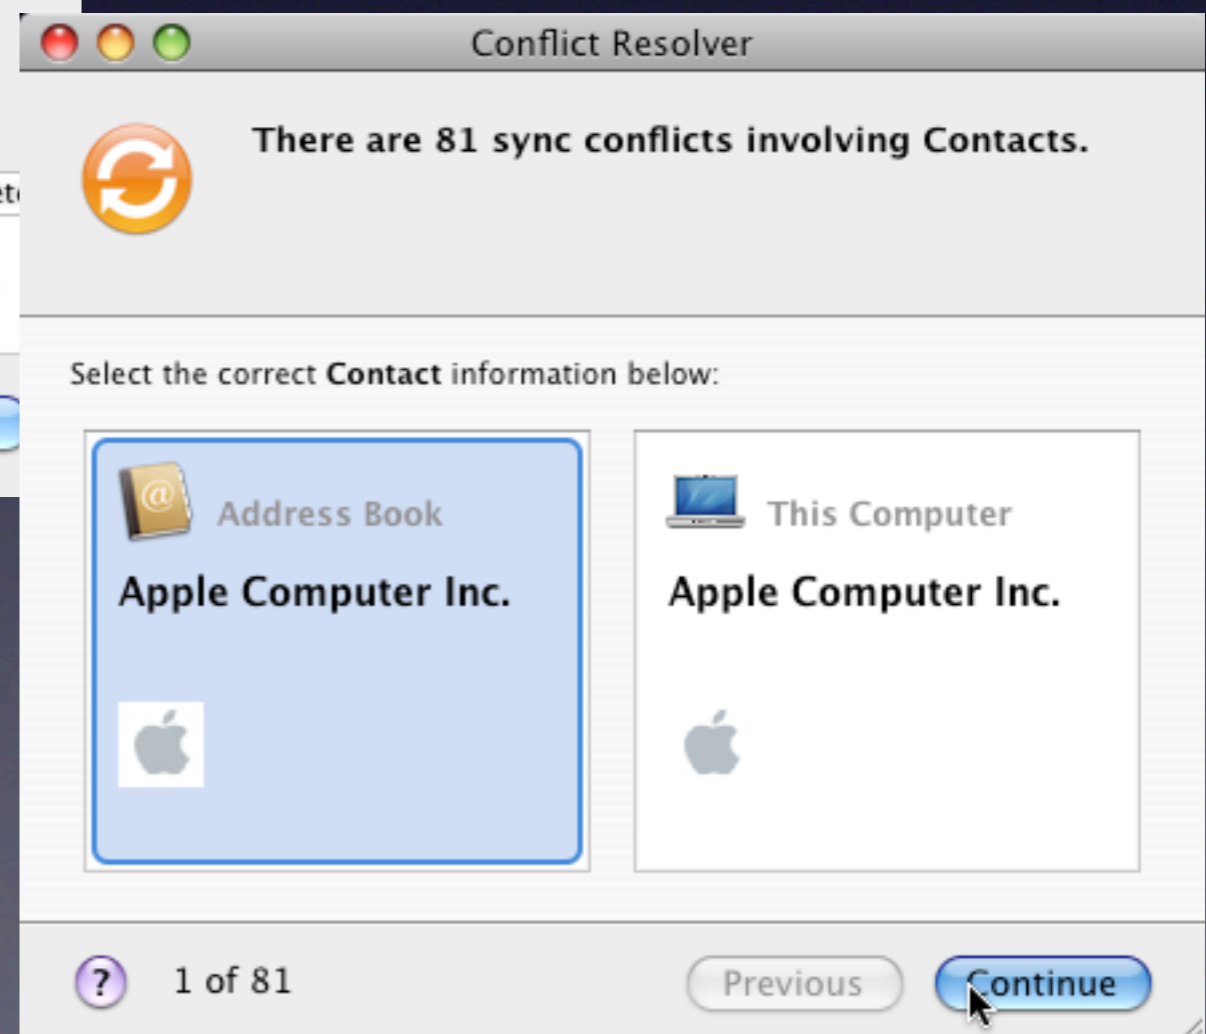 Conflict Resolver
There are 81 sync conflicts involving Contacts.
Select the correct Contact information below:
Address Book
Apple Computer Inc.
This Computer
Apple Computer Inc.
?
1 of 81
Previous
Continue